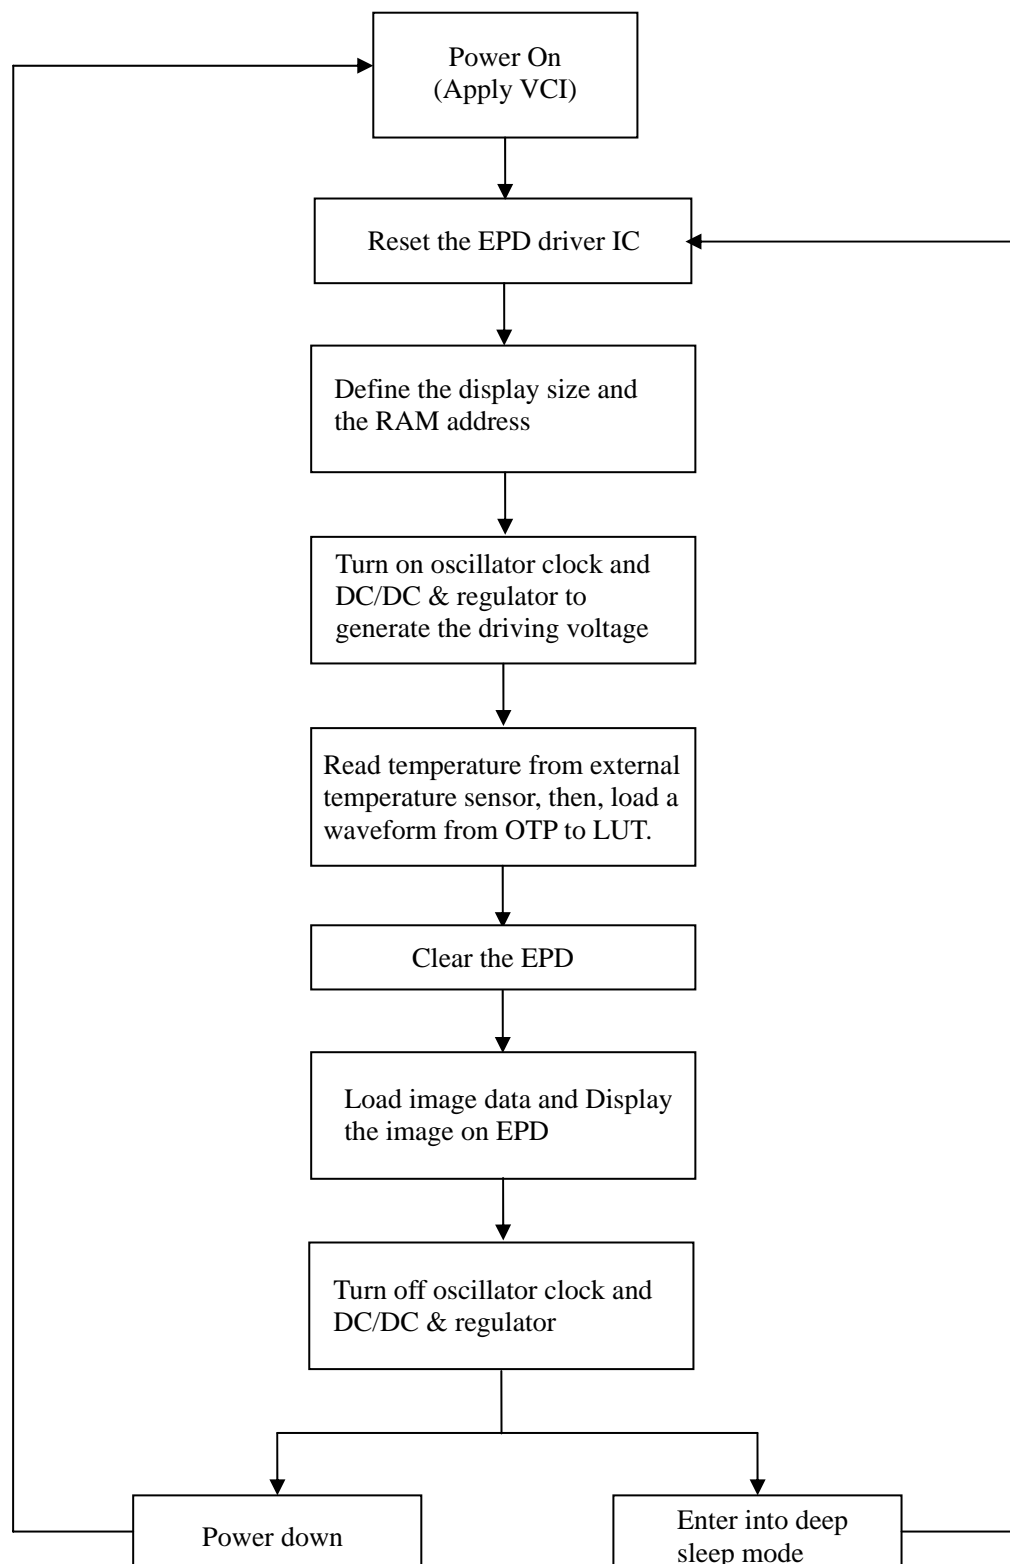 Power On
(Apply VCI)
Reset the EPD driver IC
Define the display size and
the RAM address
Turn on oscillator clock and
DC/DC & regulator to
generate the driving voltage
Read temperature from external
temperature sensor, then, load a
waveform from OTP to LUT.
Clear the EPD
Load image data and Display
the image on EPD
Turn off oscillator clock and
DC/DC & regulator
Power down
Enter into deep
sleep mode